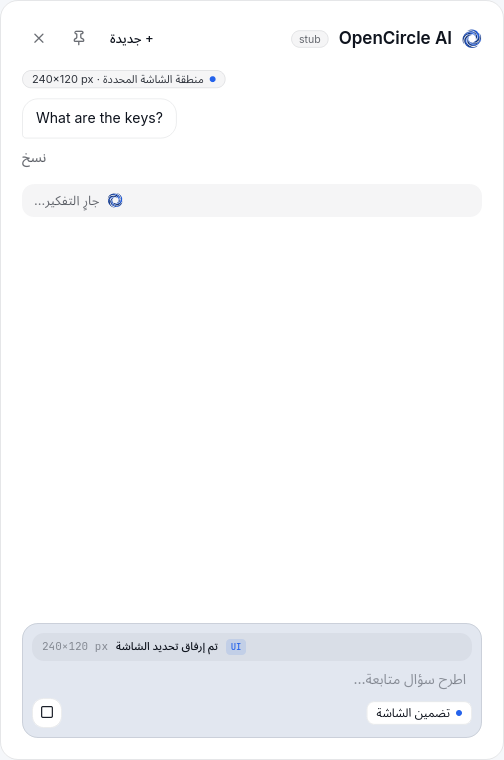 OpenCircle AI stub + جديدة
منطقة الشاشة المحددة · 240×120 px
What are the keys?
نسخ
جارٍ التفكير...
UI تم إرفاق تحديد الشاشة 240×120 px
اطرح سؤال متابعة...
تضمين الشاشة